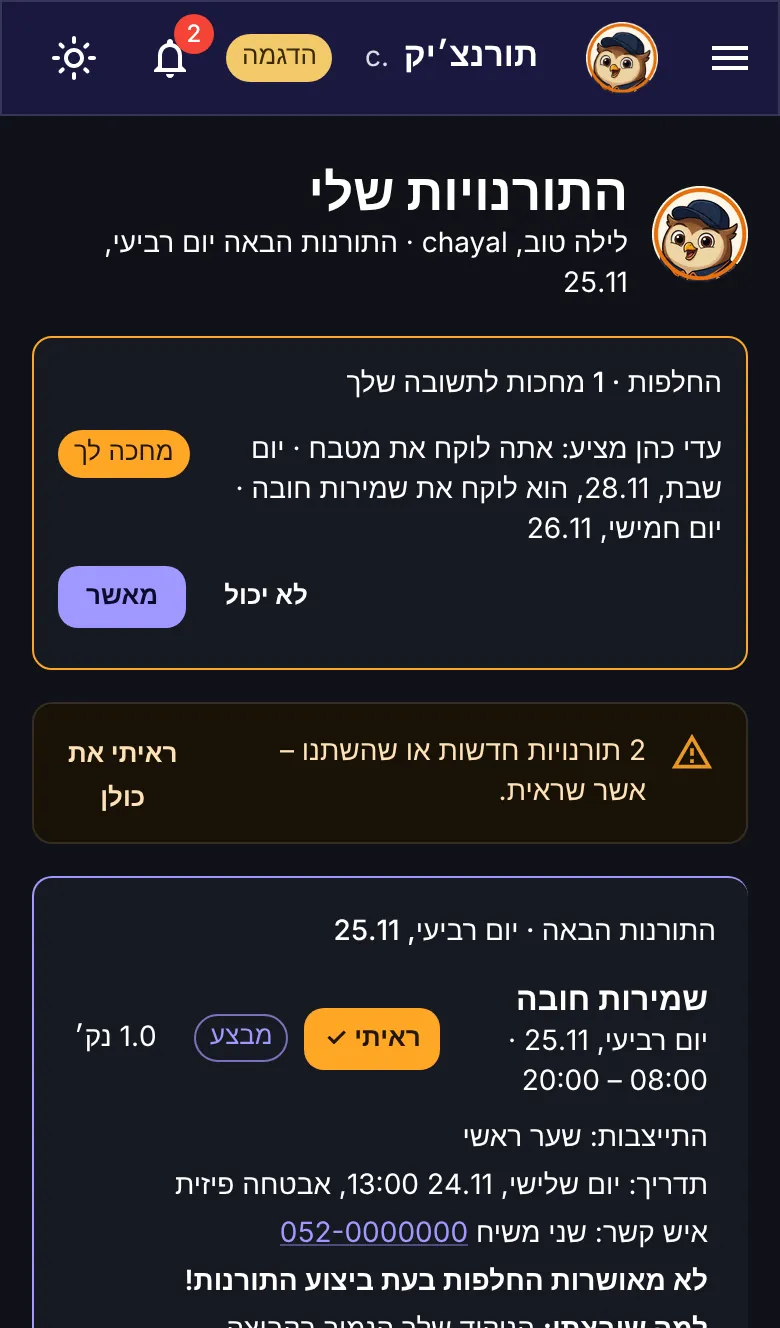 תורנצ׳יק
c.
הדגמה
2
התורנויות שלי
לילה טוב, chayal · התורנות הבאה יום רביעי,
25.11
החלפות · 1 מחכות לתשובה שלך
עדי כהן מציע: אתה לוקח את מטבח · יום
שבת, 28.11, הוא לוקח את שמירות חובה ·
יום חמישי, 26.11
מחכה לך
לא יכול
מאשר
2 תורנויות חדשות או שהשתנו –
אשר שראית.
ראיתי את
כולן
התורנות הבאה · יום רביעי, 25.11
שמירות חובה
יום רביעי, 25.11 ·
08:00 – 20:00
ראיתי ✓
מבצע
1.0 נק׳
התייצבות: שער ראשי
תדריך: יום שלישי, 24.11 13:00, אבטחה פיזית
איש קשר: שני משיח 052-0000000
לא מאושרות החלפות בעת ביצוע התורנות!